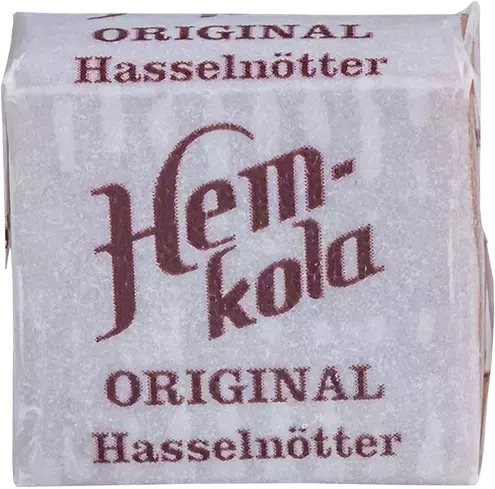 ORIGINAL
Hasselnötter
Hem-
kola
ORIGINAL
Hasselnötter